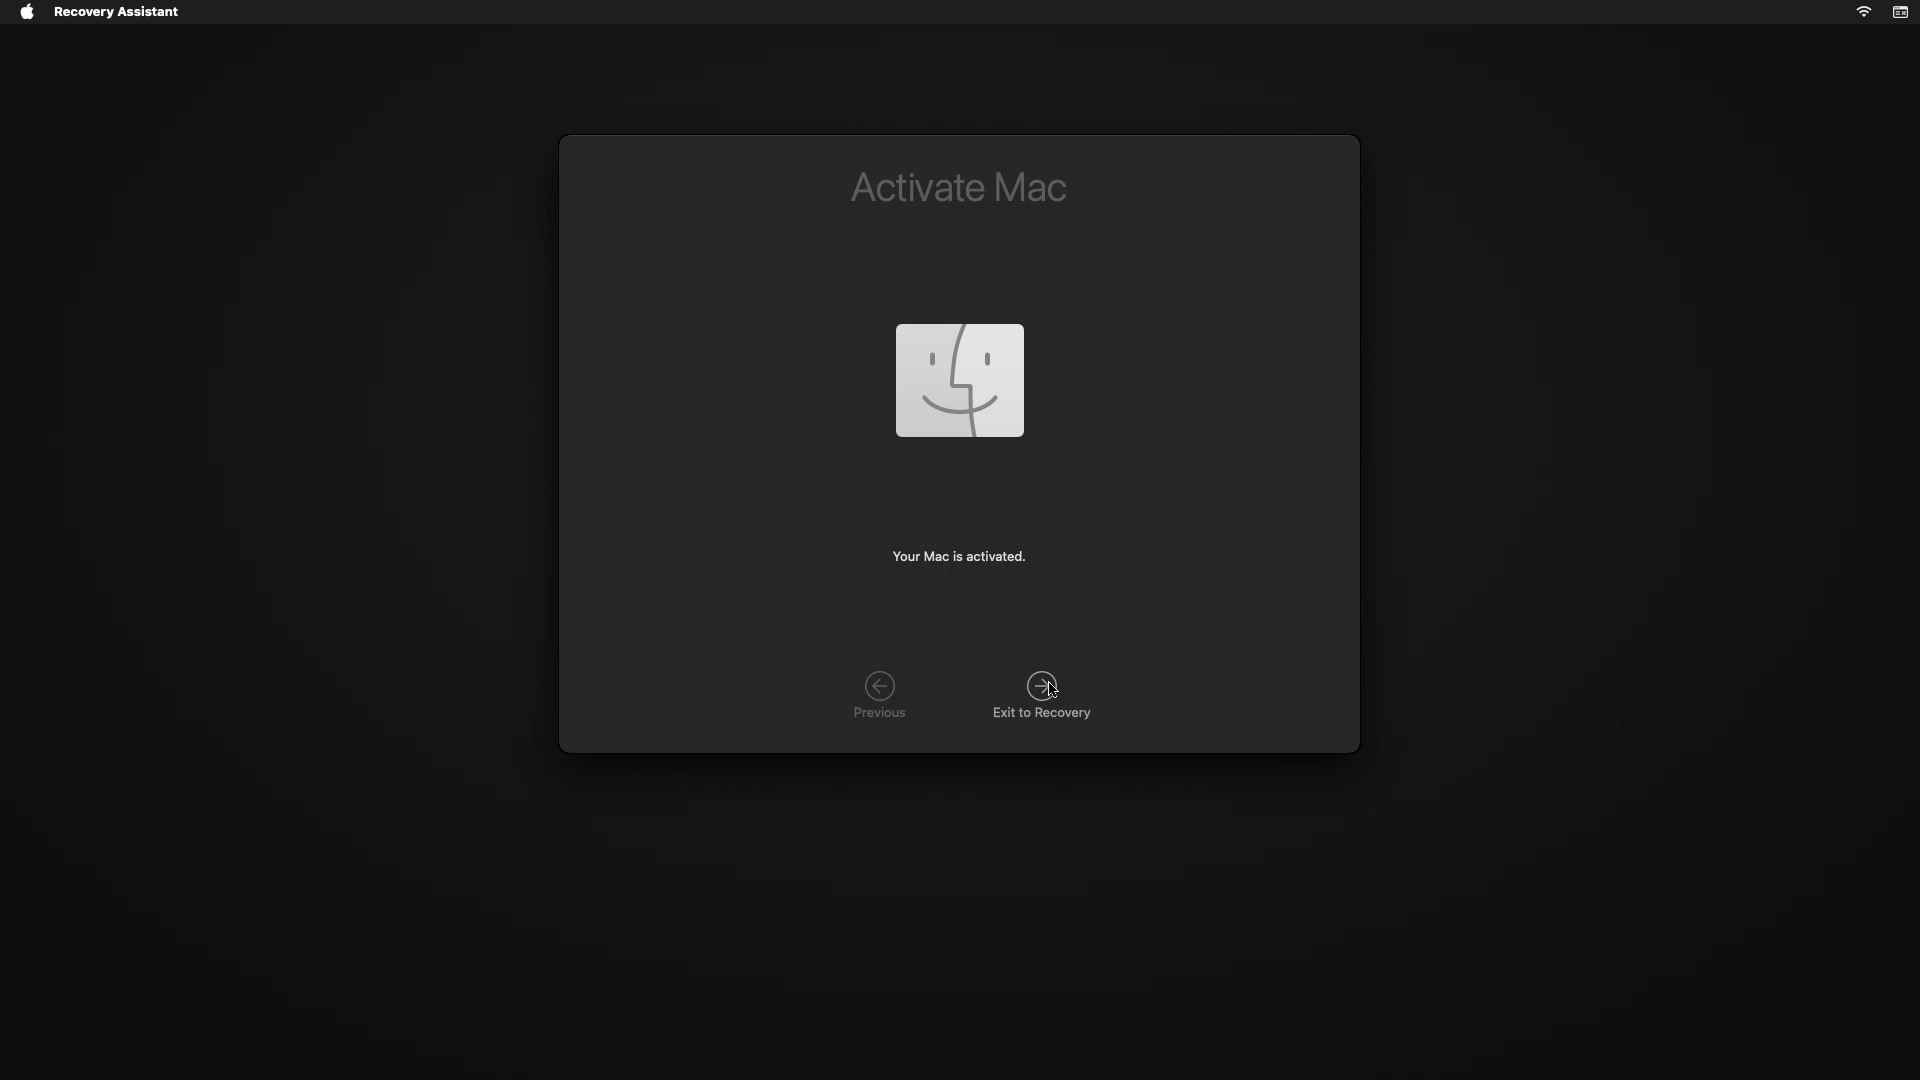 Recovery Assistant
Activate Mac
Your Mac is activated.
Previous
Exit to Recovery